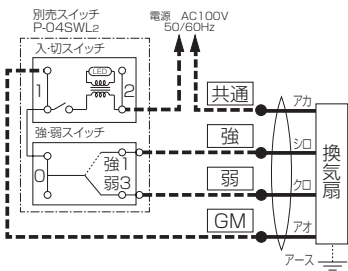 別売スイッチ
P-04SWL2
電源 AC100V
50/60Hz
入・切スイッチ
LED
1
2
共通
アカ
強・弱スイッチ
強
シロ
換気扇
0
強1
弱3
弱
クロ
GM
アオ
アース